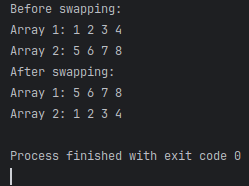 Before swapping:
Array 1: 1 2 3 4
Array 2: 5 6 7 8
After swapping:
Array 1: 5 6 7 8
Array 2: 1 2 3 4
Process finished with exit code 0